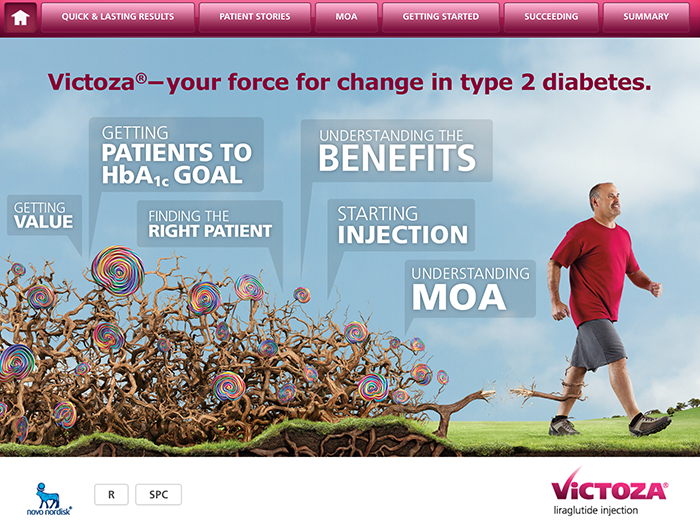 QUICK & LASTING RESULTS
PATIENT STORIES
MOA
GETTING STARTED
SUCCEEDING
SUMMARY
Victoza®–your force for change in type 2 diabetes.
GETTING
PATIENTS TO
HbA1c GOAL
UNDERSTANDING THE
BENEFITS
GETTING
VALUE
FINDING THE
RIGHT PATIENT
STARTING
INJECTION
UNDERSTANDING
MOA
novo nordisk®
R
SPC
VICTOZA®
liraglutide injection